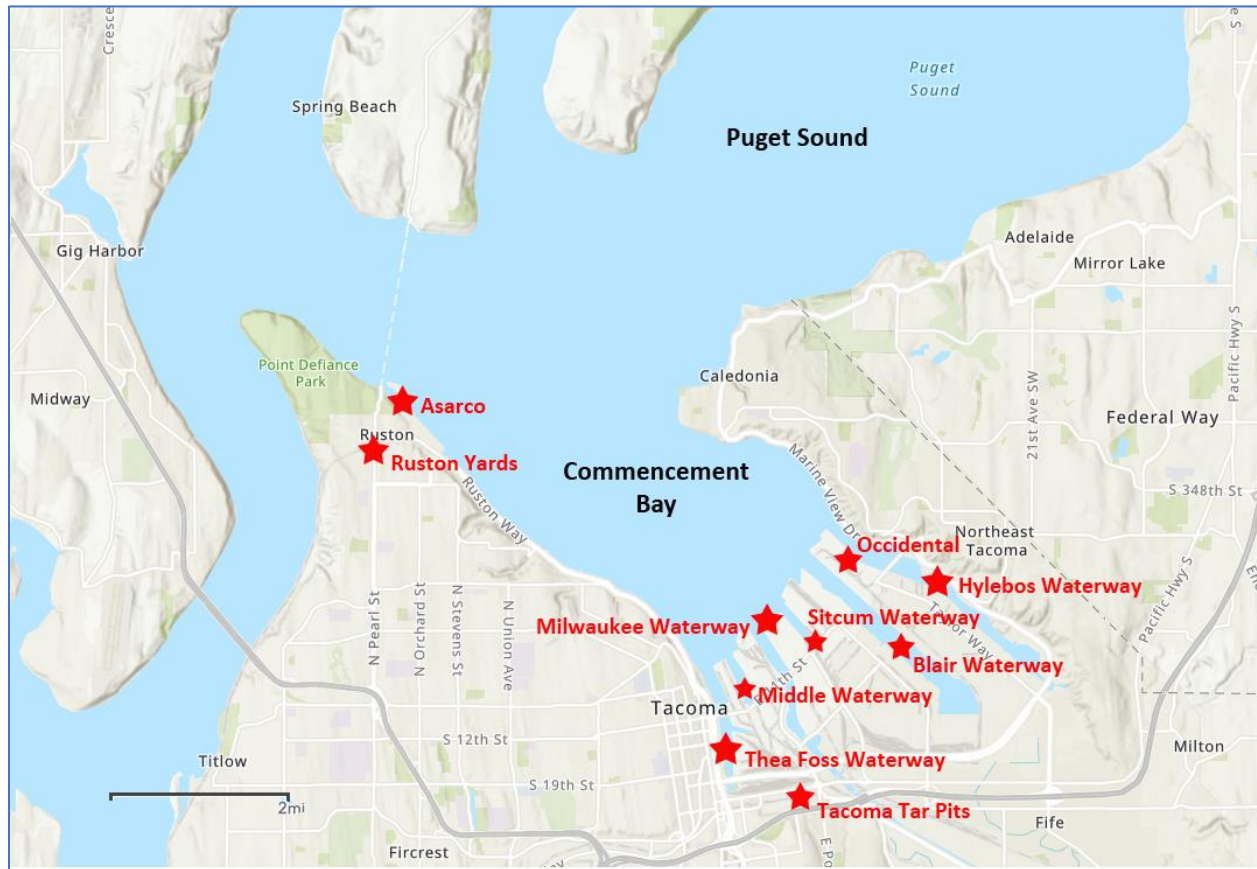 Spring Beach
Puget
Sound
Puget Sound
Gig Harbor
Adelaide
Mirror Lake
Pacific Hwy S
Point Defiance
Park
Caledonia
Midway
Asarco
Ruston
Ruston Yards
Federal Way
21st Ave SW
Commencement
Bay
Marine View Dr
Ruston Way
S 348th St
Northeast
Tacoma
Occidental
Hylebos Waterway
N Pearl St
N Orchard St
N Stevens St
N Union Ave
Milwaukee Waterway
Sitcum Waterway
Pacific Hwy S
Blair Waterway
Middle Waterway
Tacoma
S 12th St
Thea Foss Waterway
Titlow
Milton
S 19th St
2mi
Tacoma Tar Pits
Fife
Fircrest